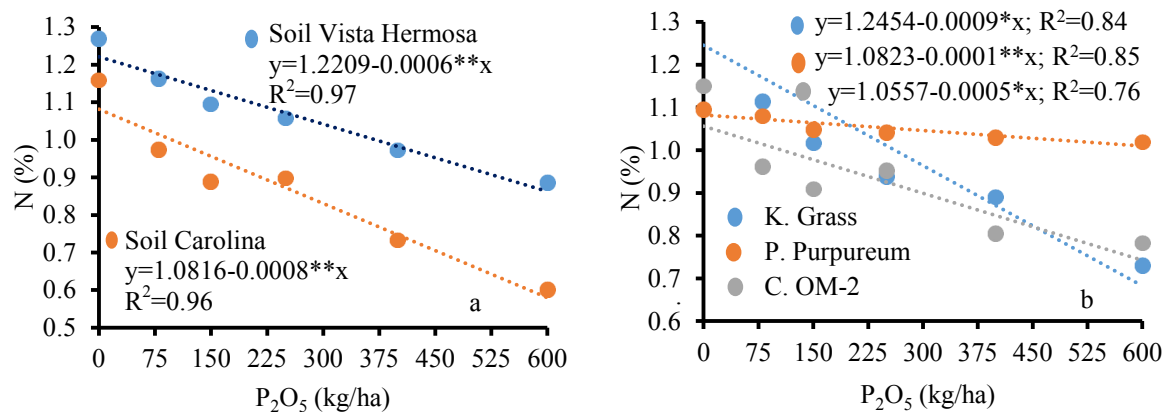 1.3
1.2
1.1
1.0
0.9
0.8
0.7
0.6
0.5
N (%)
Soil Vista Hermosa
y=1.2209-0.0006**x
R²=0.97
Soil Carolina
y=1.0816-0.0008**x
R²=0.96
a
0 75 150 225 300 375 450 525 600
P₂O₅ (kg/ha)
1.3
1.2
1.1
1.0
0.9
0.8
0.7
0.6
N (%)
y=1.2454-0.0009*x; R²=0.84
y=1.0823-0.0001**x; R²=0.85
y=1.0557-0.0005*x; R²=0.76
K. Grass
P. Purpureum
C. OM-2
b
0 75 150 225 300 375 450 525 600
P₂O₅ (kg/ha)